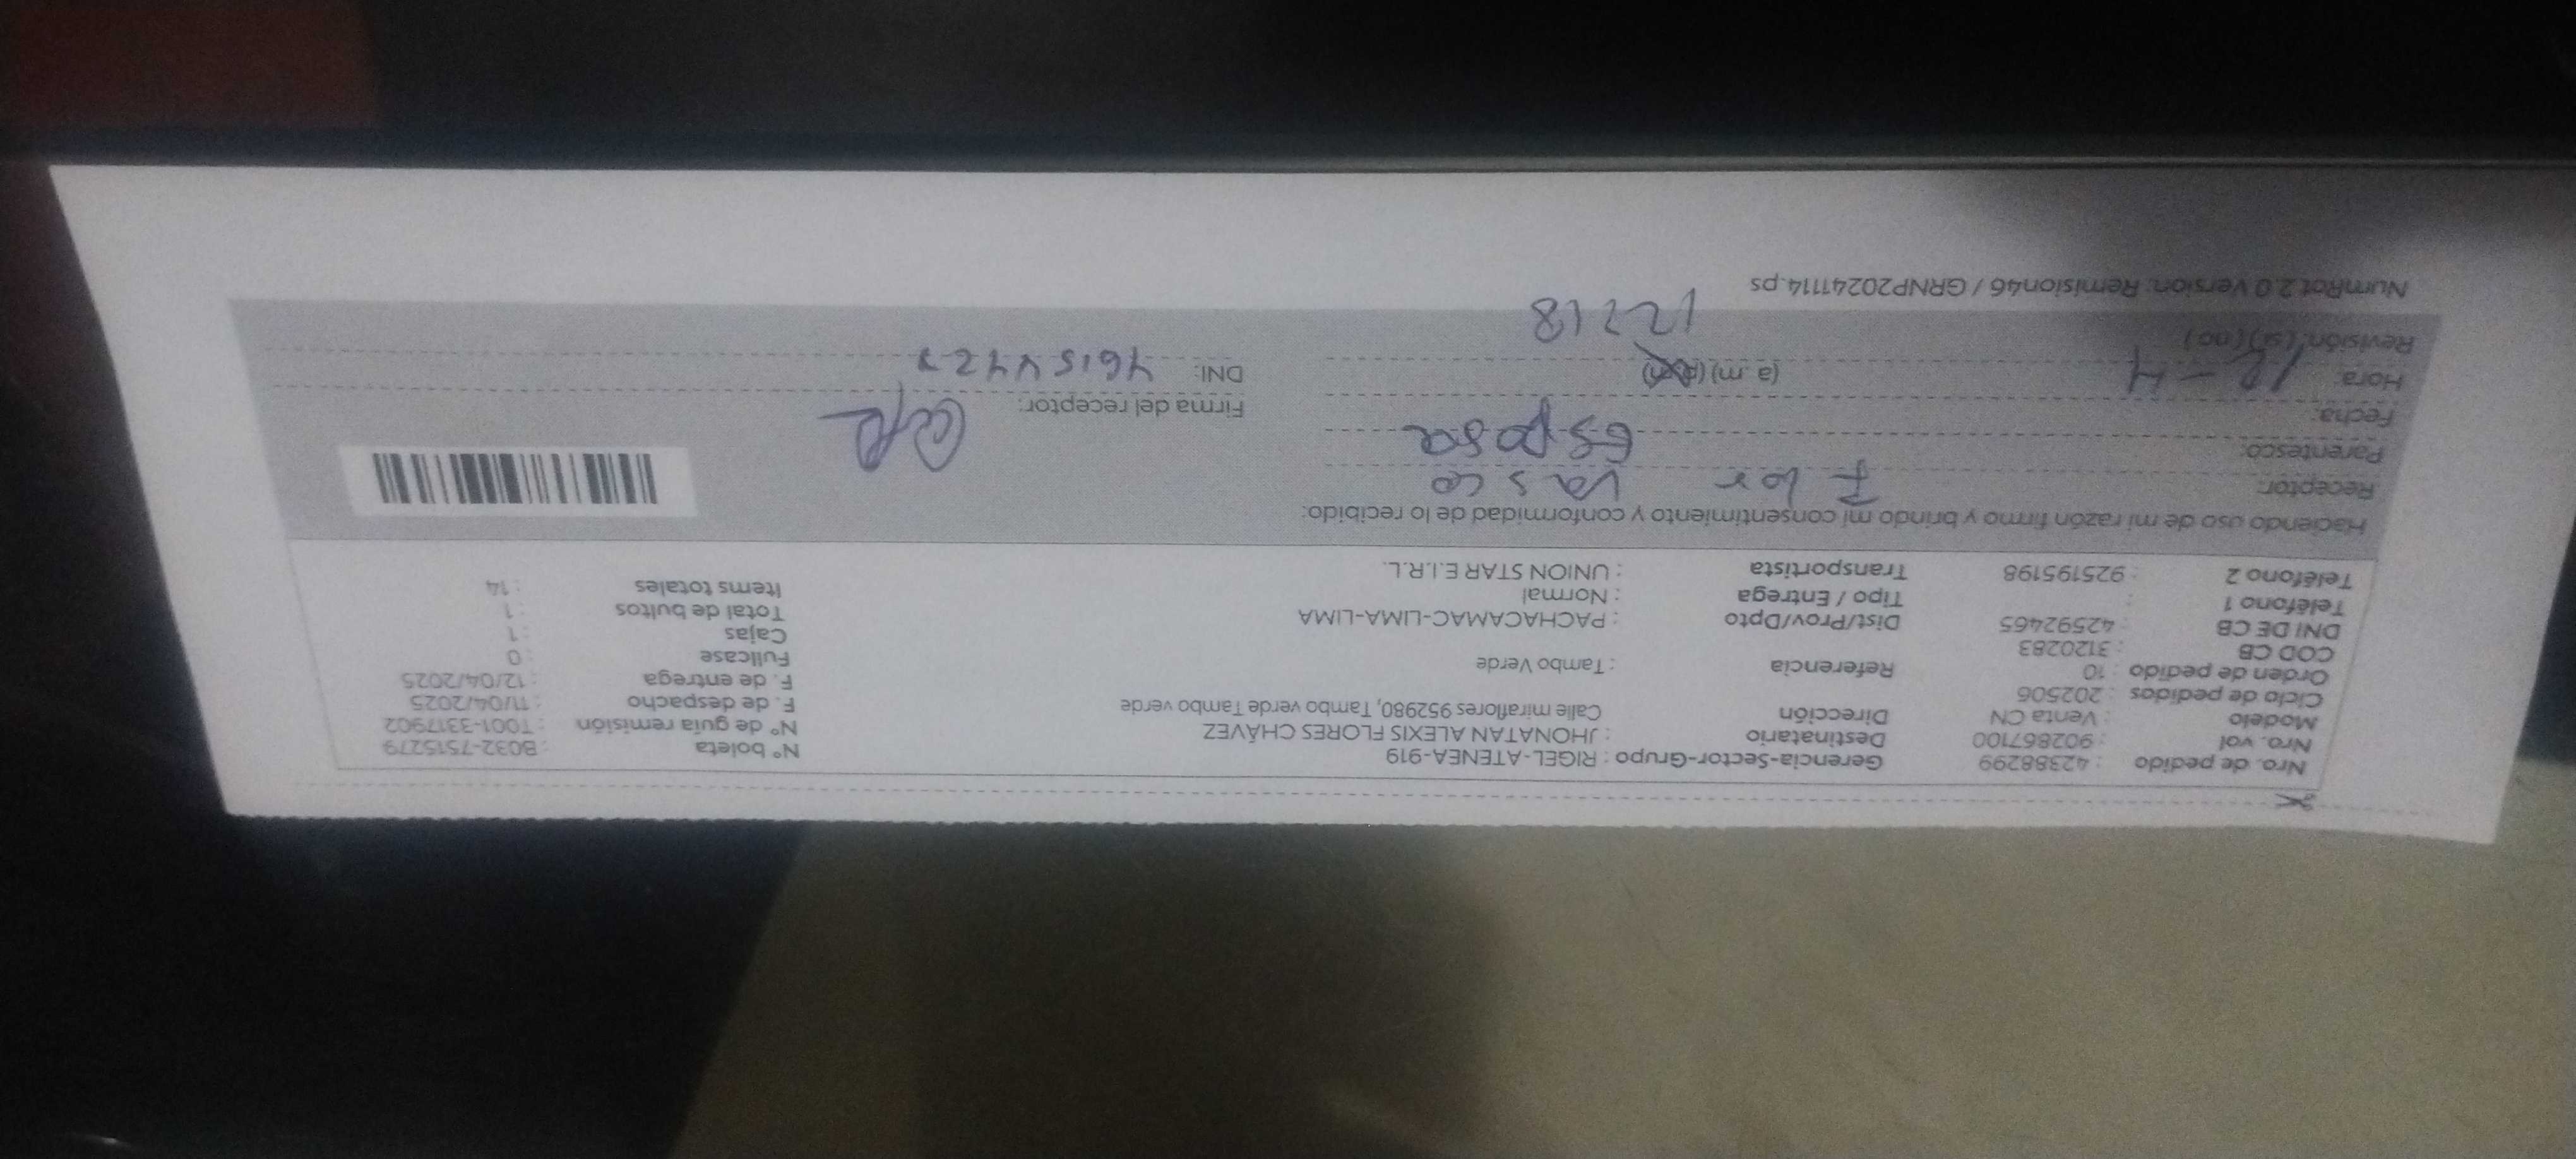 Nro. de pedido : 42388299 Gerencia-Sector-Grupo : RIGEL-ATENEA-919 N° boleta : B032-7515279
Nro. vol : 902867100 Destinatario : JHONATAN ALEXIS FLORES CHÁVEZ N° de guia remisión : T001-3317902
Modelo : Venta CN Dirección Calle miraflores 952980, Tambo verde Tambo verde F. de despacho : 11/04/2025
Ciclo de pedidos : 202506 F. de entrega : 12/04/2025
Orden de pedido : 10 Referencia : Tambo Verde Fullcase : 0
COD CB : 3120283 Cajas : 1
DNI DE CB : 42592465 Dist/Prov/Dpto : PACHACAMAC-LIMA-LIMA Total de bultos : 1
Teléfono 1 : Tipo / Entrega : Normal Items totales : 14
Teléfono 2 : 925195198 Transportista : UNION STAR E.I.R.L.
Haciendo uso de mi razón firmo y brindo mi consentimiento y conformidad de lo recibido:
Receptor: Flor Vasco
Parentesco: esposa
Fecha: 12-4 Firma del receptor:
Hora: (a. m) (p. m) DNI:
Revisión: (si) (no) 12218
NumRot 2.0 Version: Remision46 / GRNP20241114.ps